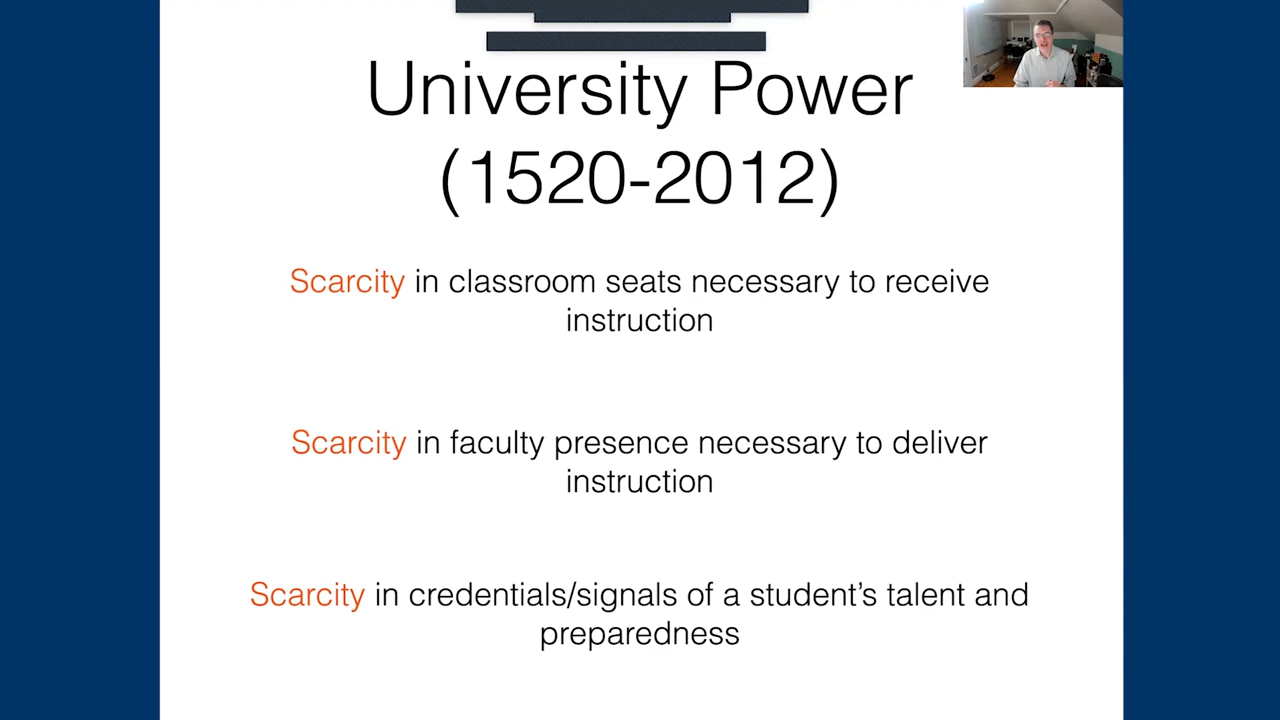 University Power
(1520-2012)
Scarcity in classroom seats necessary to receive
instruction
Scarcity in faculty presence necessary to deliver
instruction
Scarcity in credentials/signals of a student’s talent and
preparedness